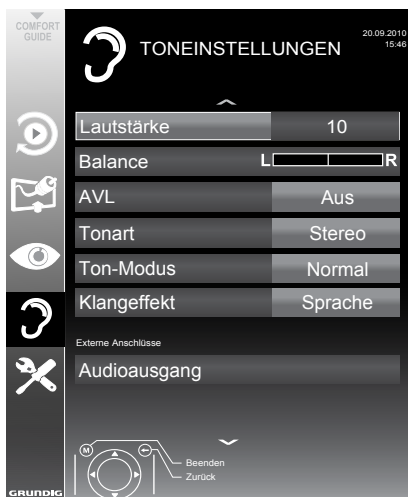 COMFORT
GUIDE
TONEINSTELLUNGEN
20.09.2010
15:46
Lautstärke 10
Balance L R
AVL Aus
Tonart Stereo
Ton-Modus Normal
Klangeffekt Sprache
Externe Anschlüsse
Audioausgang
M
Beenden
Zurück
GRUNDIG